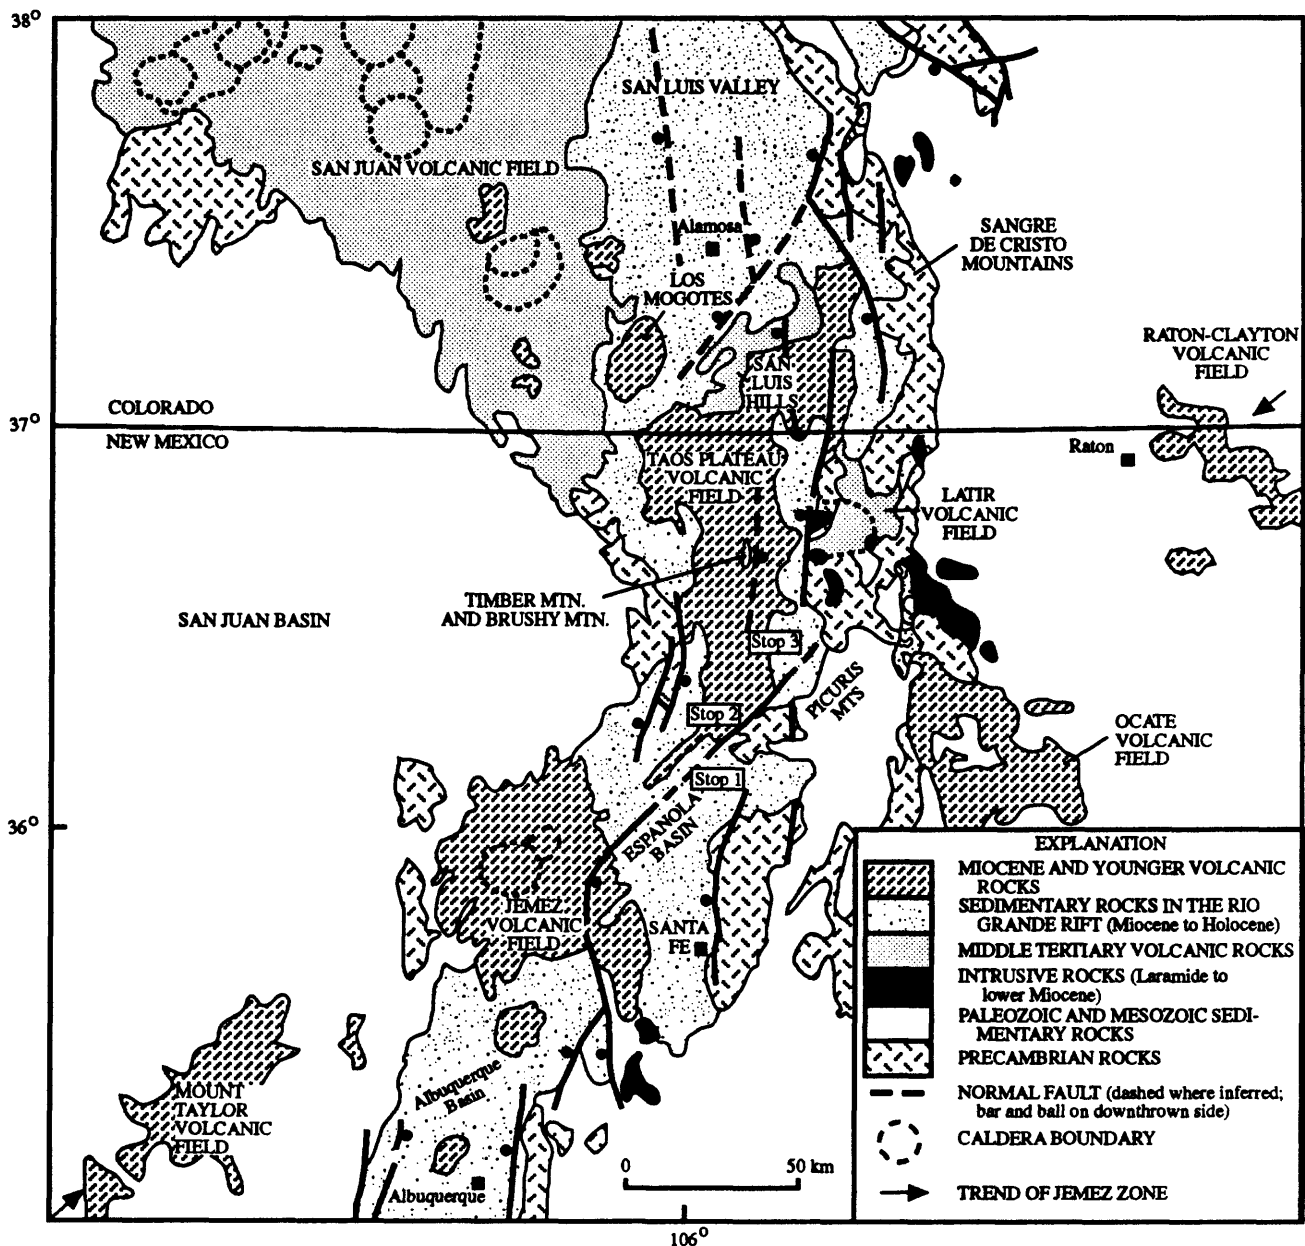 38°
SAN LUIS VALLEY
SAN JUAN VOLCANIC FIELD
Alamosa
SANGRE
DE CRISTO
MOUNTAINS
LOS
MOGOTES
RATON-CLAYTON
VOLCANIC
FIELD
SAN
LUIS
HILLS
COLORADO
37°
NEW MEXICO
Raton
TAOS PLATEAU
VOLCANIC
FIELD
LATIR
VOLCANIC
FIELD
TIMBER MTN.
AND BRUSHY MTN.
SAN JUAN BASIN
Stop 3
PICURIS
MTS
Stop 2
OCATE
VOLCANIC
FIELD
Stop 1
ESPANOLA
BASIN
36°
JEMEZ
VOLCANIC
FIELD
SANTA
FE
EXPLANATION
MIOCENE AND YOUNGER VOLCANIC
ROCKS
SEDIMENTARY ROCKS IN THE RIO
GRANDE RIFT (Miocene to Holocene)
MIDDLE TERTIARY VOLCANIC ROCKS
INTRUSIVE ROCKS (Laramide to
lower Miocene)
PALEOZOIC AND MESOZOIC SEDI-
MENTARY ROCKS
PRECAMBRIAN ROCKS
NORMAL FAULT (dashed where inferred;
bar and ball on downthrown side)
CALDERA BOUNDARY
TREND OF JEMEZ ZONE
Albuquerque
Basin
MOUNT
TAYLOR
VOLCANIC
FIELD
Albuquerque
0 50 km
106°